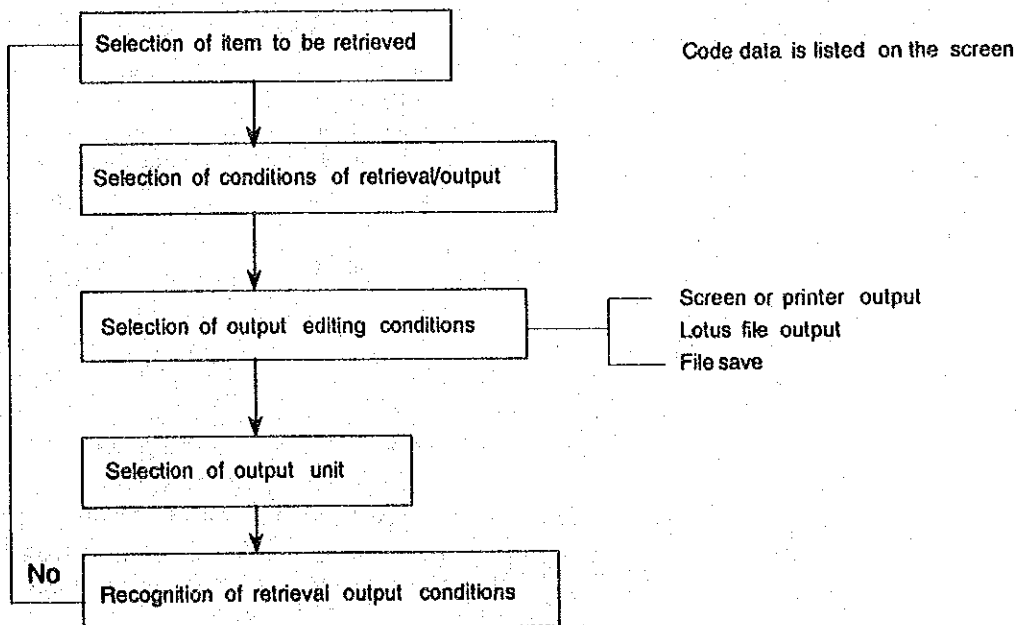 Selection of item to be retrieved
Code data is listed on the screen
Selection of conditions of retrieval/output
Selection of output editing conditions
Screen or printer output
Lotus file output
File save
Selection of output unit
No
Recognition of retrieval output conditions